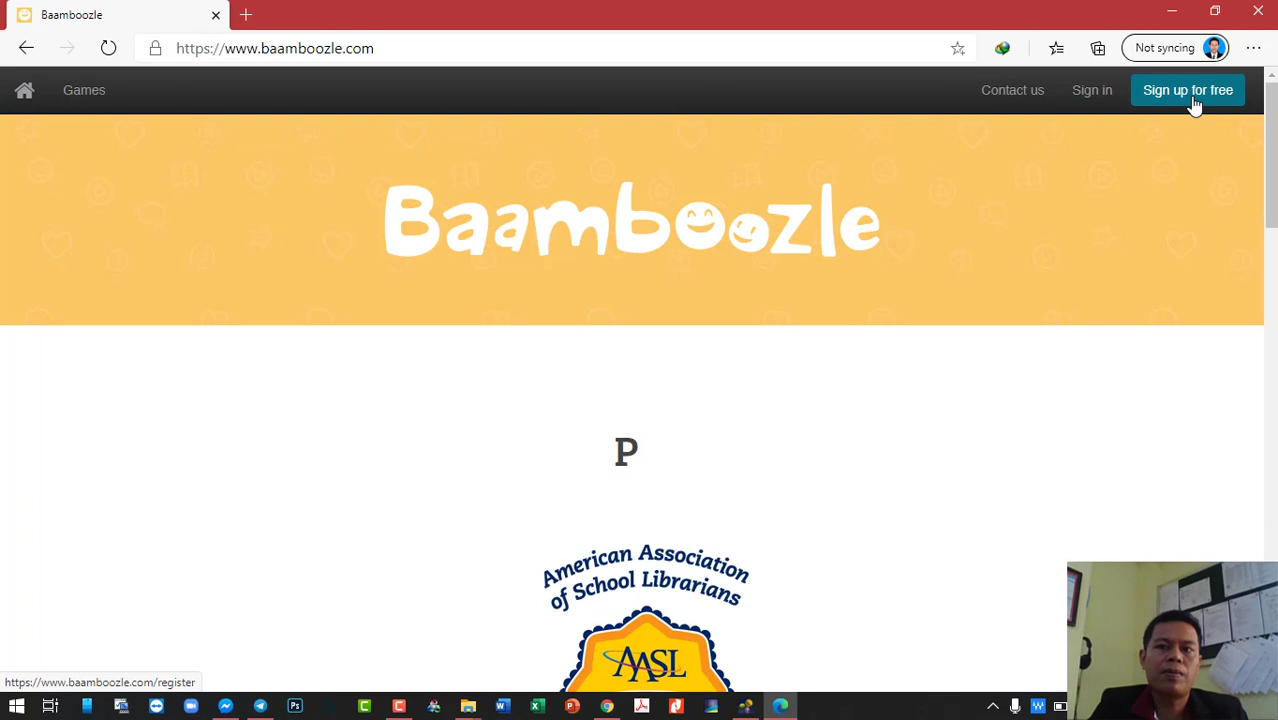 Baamboozle
https://www.baamboozle.com
Not syncing
Games
Contact us
Sign in
Sign up for free
Baamboozle
P
American Association
of School Librarians
AASL
https://www.baamboozle.com/register